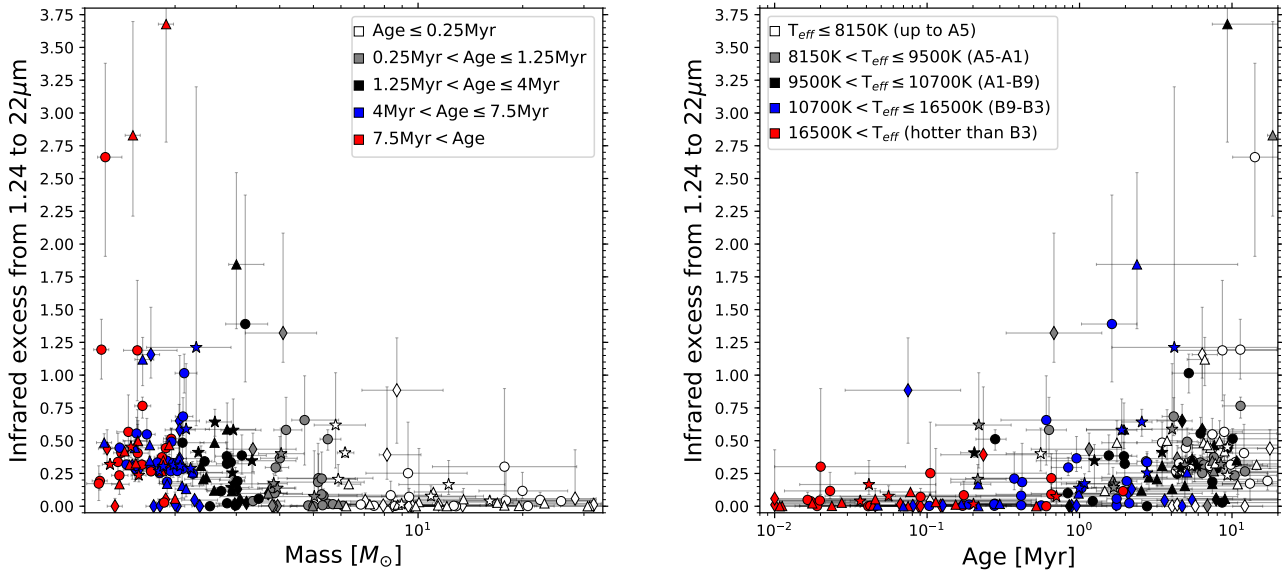 3.75
3.50
3.25
3.00
2.75
2.50
2.25
2.00
1.75
1.50
1.25
1.00
0.75
0.50
0.25
0.00
Infrared excess from 1.24 to 22μm
Age ≤ 0.25Myr
0.25Myr < Age ≤ 1.25Myr
1.25Myr < Age ≤ 4Myr
4Myr < Age ≤ 7.5Myr
7.5Myr < Age
10¹
Mass [M⊙]
3.75
3.50
3.25
3.00
2.75
2.50
2.25
2.00
1.75
1.50
1.25
1.00
0.75
0.50
0.25
0.00
Infrared excess from 1.24 to 22μm
T_eff ≤ 8150K (up to A5)
8150K < T_eff ≤ 9500K (A5-A1)
9500K < T_eff ≤ 10700K (A1-B9)
10700K < T_eff ≤ 16500K (B9-B3)
16500K < T_eff (hotter than B3)
10⁻² 10⁻¹ 10⁰ 10¹
Age [Myr]